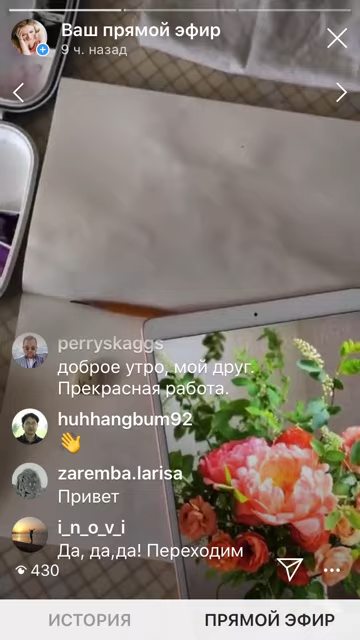 Ваш прямой эфир
9 ч. назад
perryskaggs
доброе утро, мой друг.
Прекрасная работа.
huhhangbum92
👋
zaremba.larisa
Привет
i_n_o_v_i
Да, да,да! Переходим
430
ИСТОРИЯ
ПРЯМОЙ ЭФИР